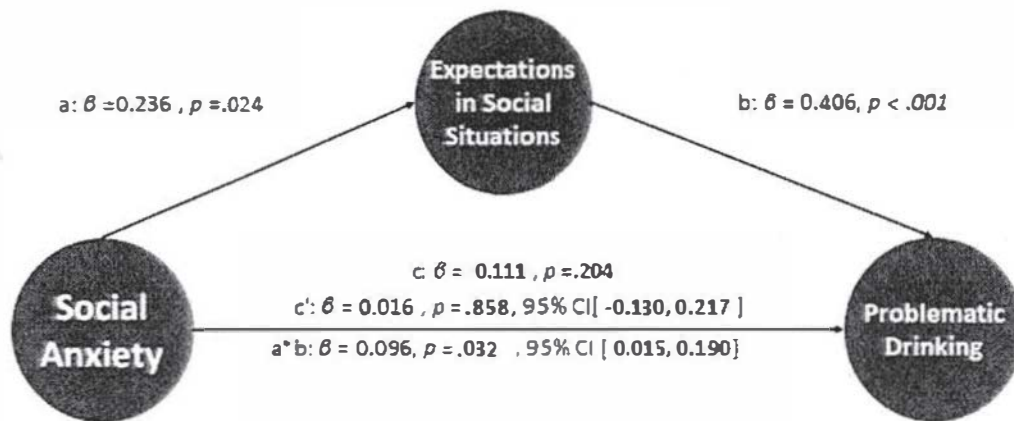 Expectations
in Social
Situations
a: β =0.236 , p =.024
b: β = 0.406, p < .001
c: β = 0.111 , p =.204
c': β = 0.016 , p =.858, 95% CI[ -0.130, 0.217 ]
a*b: β = 0.096, p =.032 , 95% CI [ 0.015, 0.190]
Social
Anxiety
Problematic
Drinking